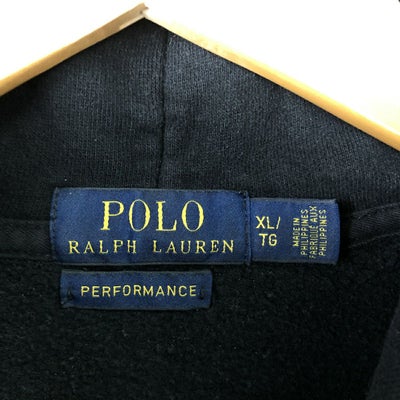 POLO
RALPH LAUREN
XL/
TG
MADE IN
PHILIPPINES
FABRIQUÉ AUX
PHILIPPINES
PERFORMANCE